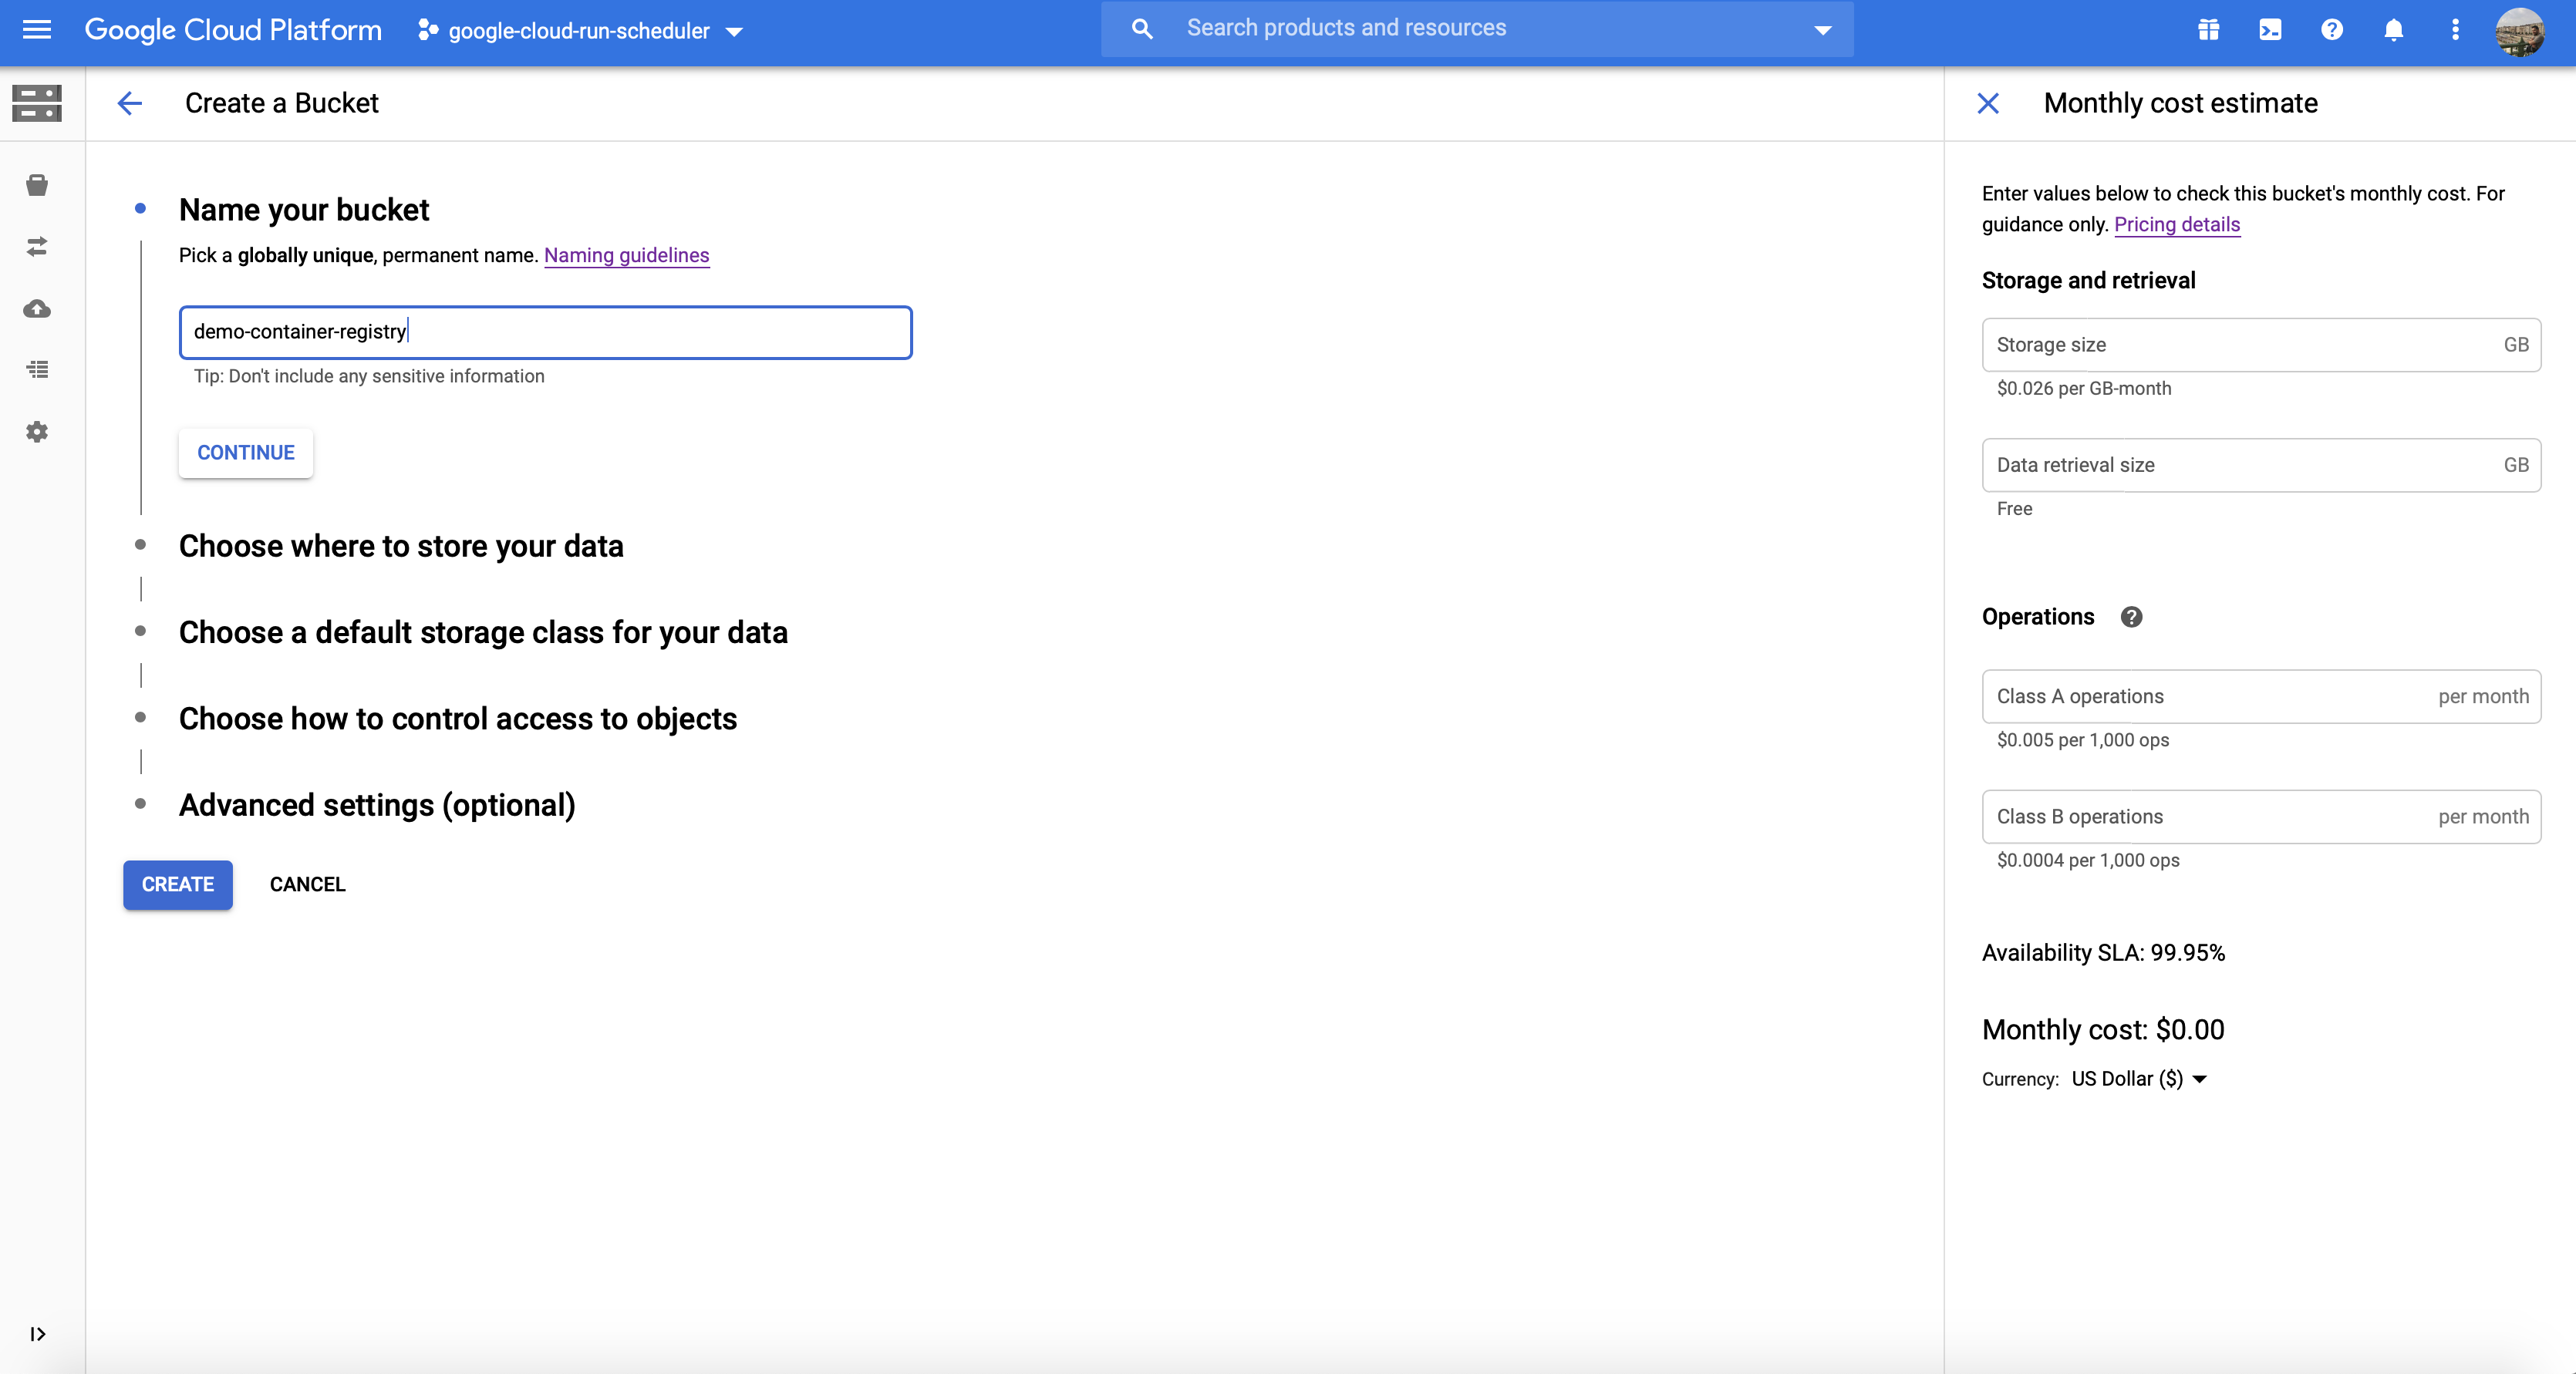 Google Cloud Platform
google-cloud-run-scheduler
Search products and resources
Create a Bucket
Name your bucket
Pick a globally unique, permanent name. Naming guidelines
demo-container-registry
Tip: Don't include any sensitive information
CONTINUE
Choose where to store your data
Choose a default storage class for your data
Choose how to control access to objects
Advanced settings (optional)
CREATE
CANCEL
Monthly cost estimate
Enter values below to check this bucket's monthly cost. For
guidance only. Pricing details
Storage and retrieval
Storage size GB
$0.026 per GB-month
Data retrieval size GB
Free
Operations
Class A operations per month
$0.005 per 1,000 ops
Class B operations per month
$0.0004 per 1,000 ops
Availability SLA: 99.95%
Monthly cost: $0.00
Currency: US Dollar ($)